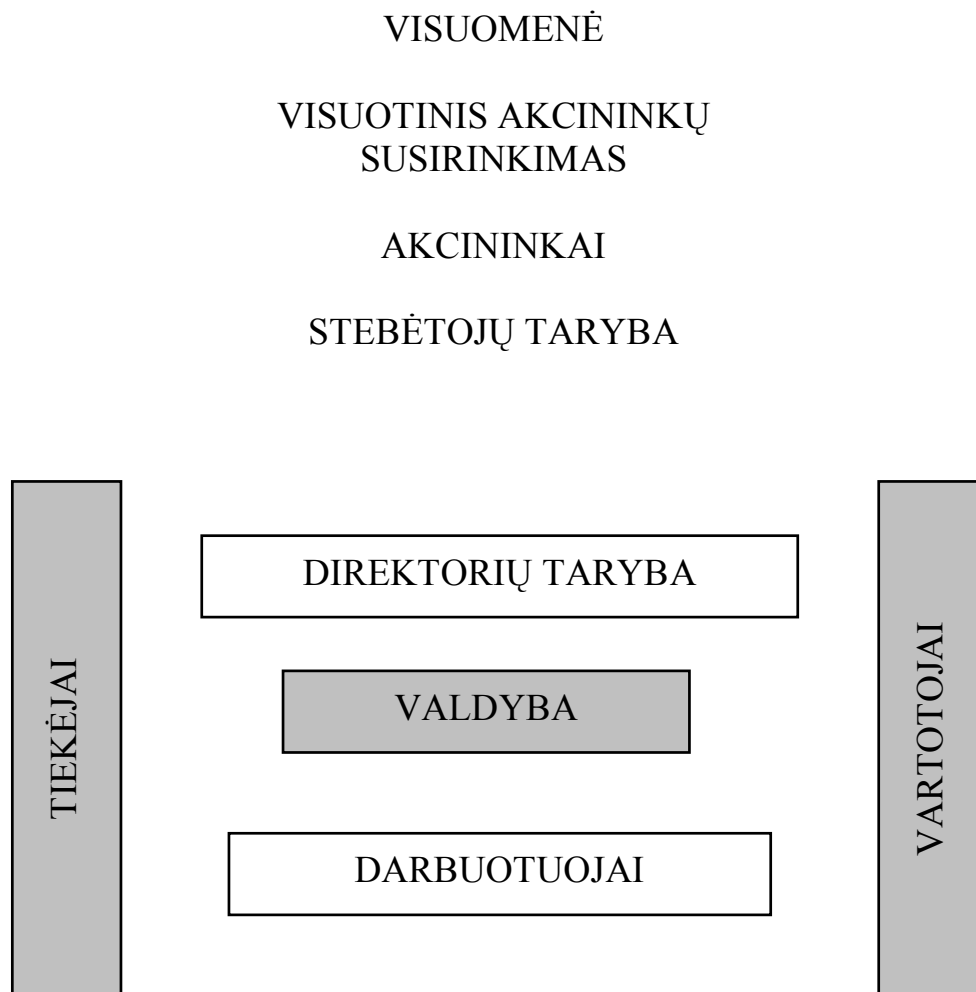 VISUOMENĖ
VISUOTINIS AKCININKŲ
SUSIRINKIMAS
AKCININKAI
STEBĖTOJŲ TARYBA
DIREKTORIŲ TARYBA
TIEKĖJAI
VALDYBA
VARTOTOJAI
DARBUOTUOJAI